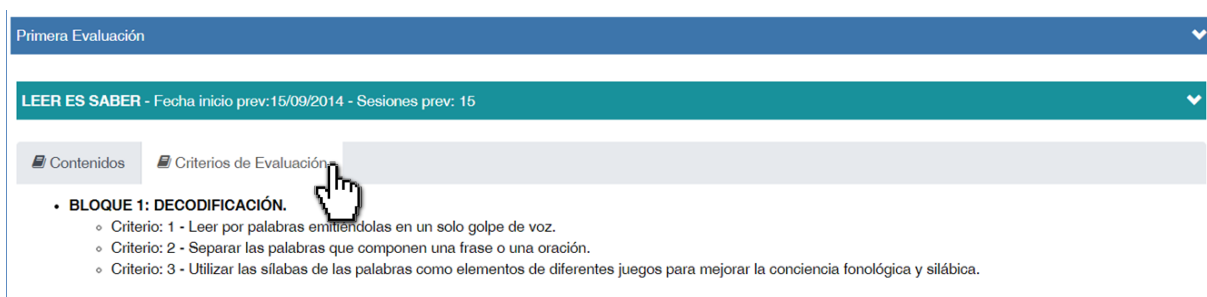 Primera Evaluación
LEER ES SABER - Fecha inicio prev:15/09/2014 - Sesiones prev: 15
Contenidos
Criterios de Evaluación
• BLOQUE 1: DECODIFICACIÓN.
◦ Criterio: 1 - Leer por palabras emitiéndolas en un solo golpe de voz.
◦ Criterio: 2 - Separar las palabras que componen una frase o una oración.
◦ Criterio: 3 - Utilizar las sílabas de las palabras como elementos de diferentes juegos para mejorar la conciencia fonológica y silábica.